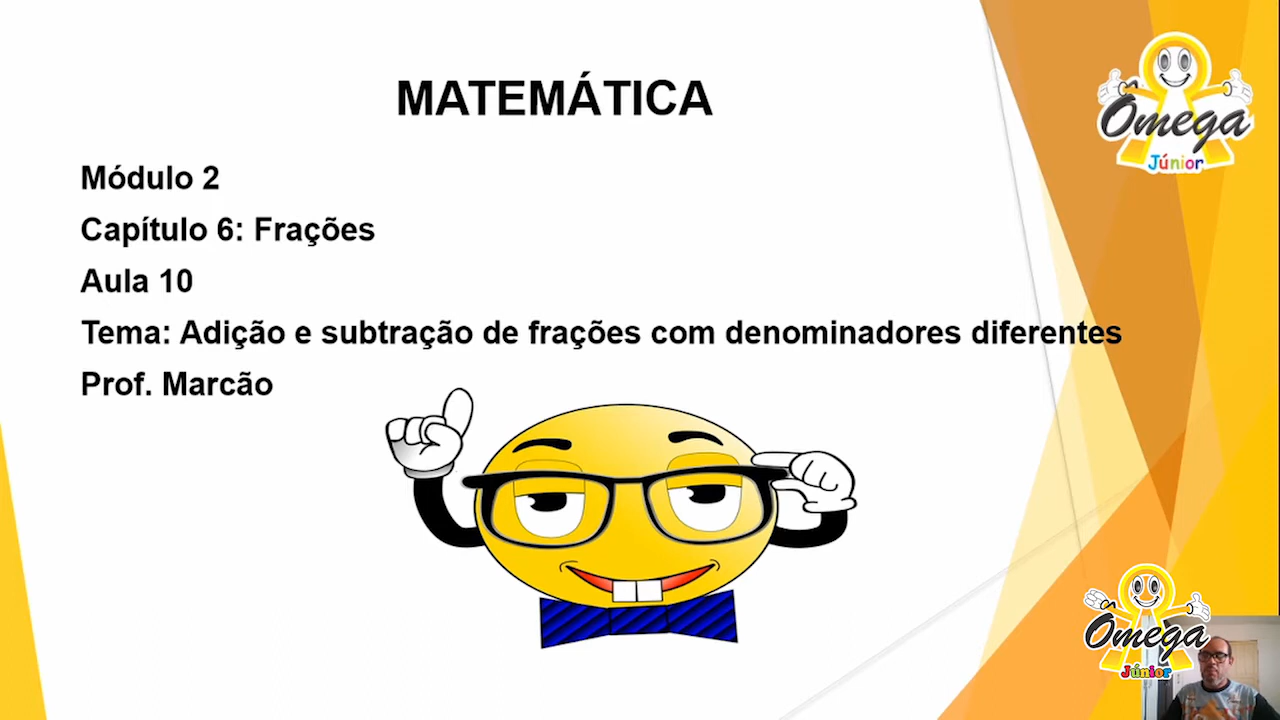 MATEMÁTICA
Ômega
Júnior
Módulo 2
Capítulo 6: Frações
Aula 10
Tema: Adição e subtração de frações com denominadores diferentes
Prof. Marcão
Ômega
Júnior